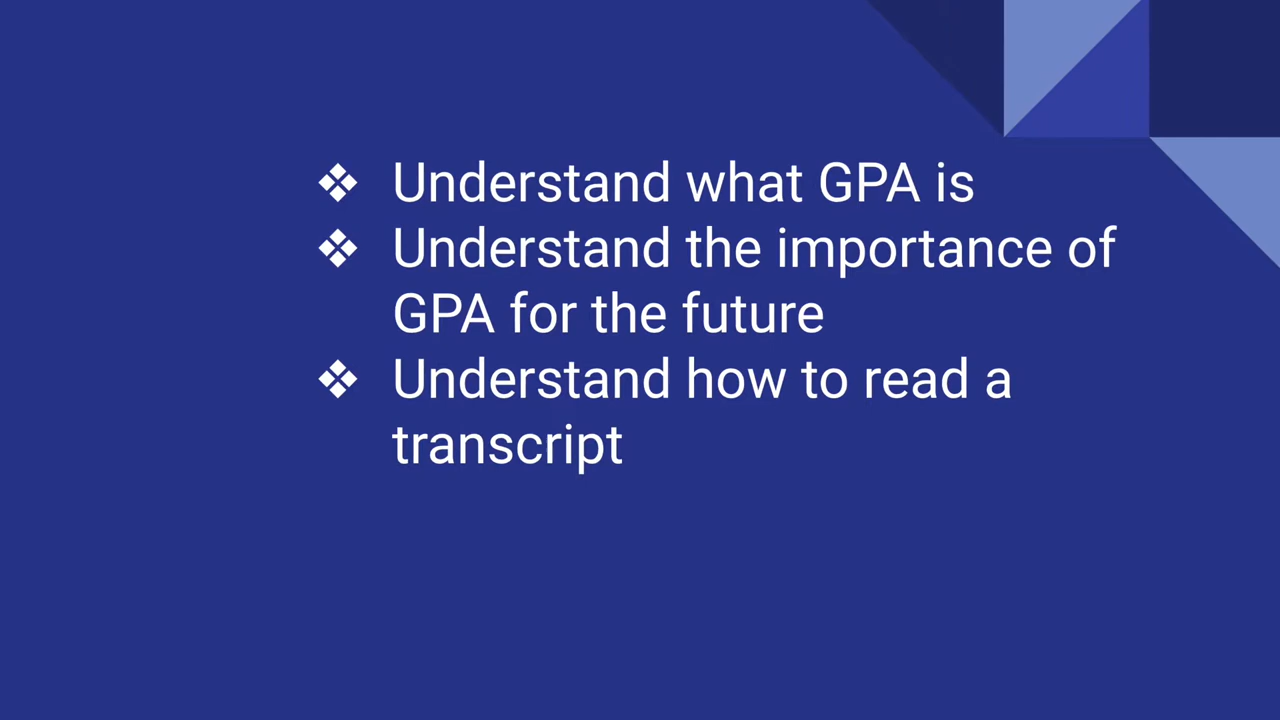 ❖ Understand what GPA is
❖ Understand the importance of
GPA for the future
❖ Understand how to read a
transcript